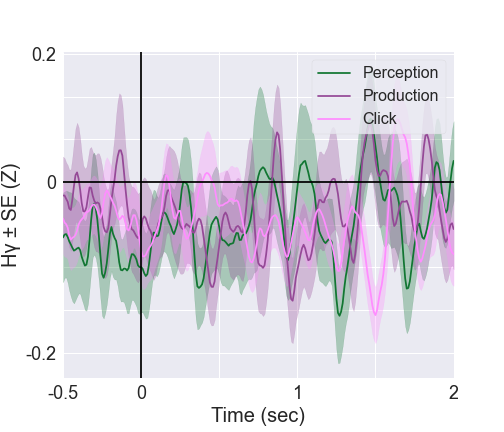 0.2
Perception
Production
Click
0
Hγ ± SE (Z)
-0.2
-0.5 0 1 2
Time (sec)